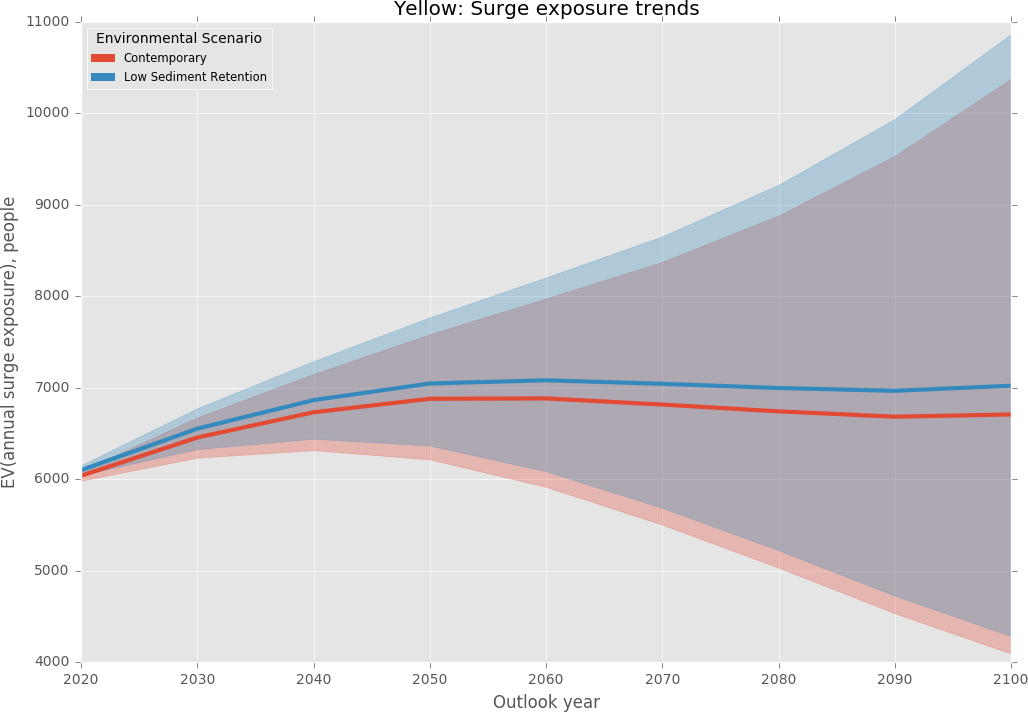 Yellow: Surge exposure trends
Environmental Scenario
Contemporary
Low Sediment Retention
EV(annual surge exposure), people
11000
10000
9000
8000
7000
6000
5000
4000
2020 2030 2040 2050 2060 2070 2080 2090 2100
Outlook year